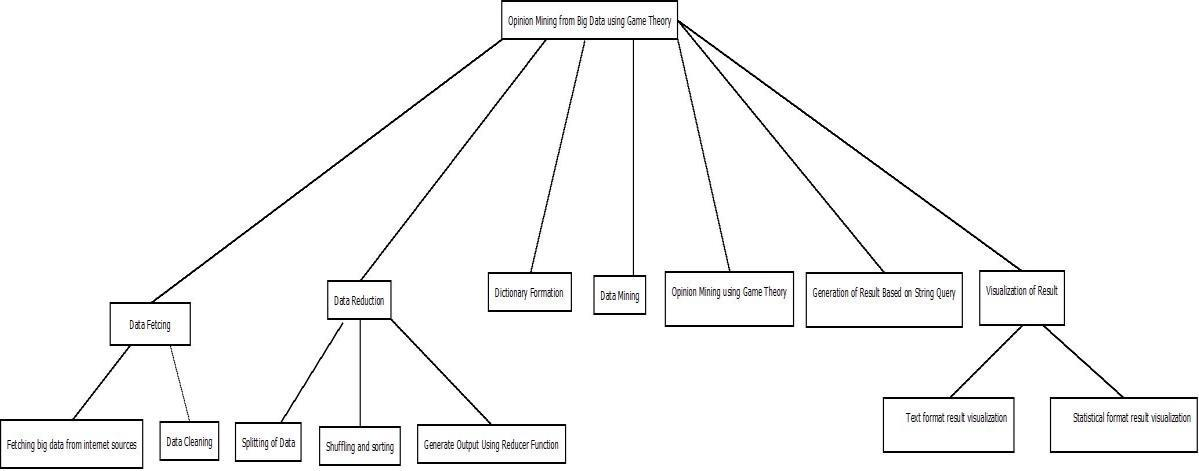 Opinion Mining from Big Data using Game Theory
Data Fetcing
Data Reduction
Dictionary Formation
Data Mining
Opinion Mining using Game Theory
Generation of Result Based on String Query
Visualization of Result
Fetching big data from internet sources
Data Cleaning
Splitting of Data
Shuffling and sorting
Generate Output Using Reducer Function
Text format result visualization
Statistical format result visualization